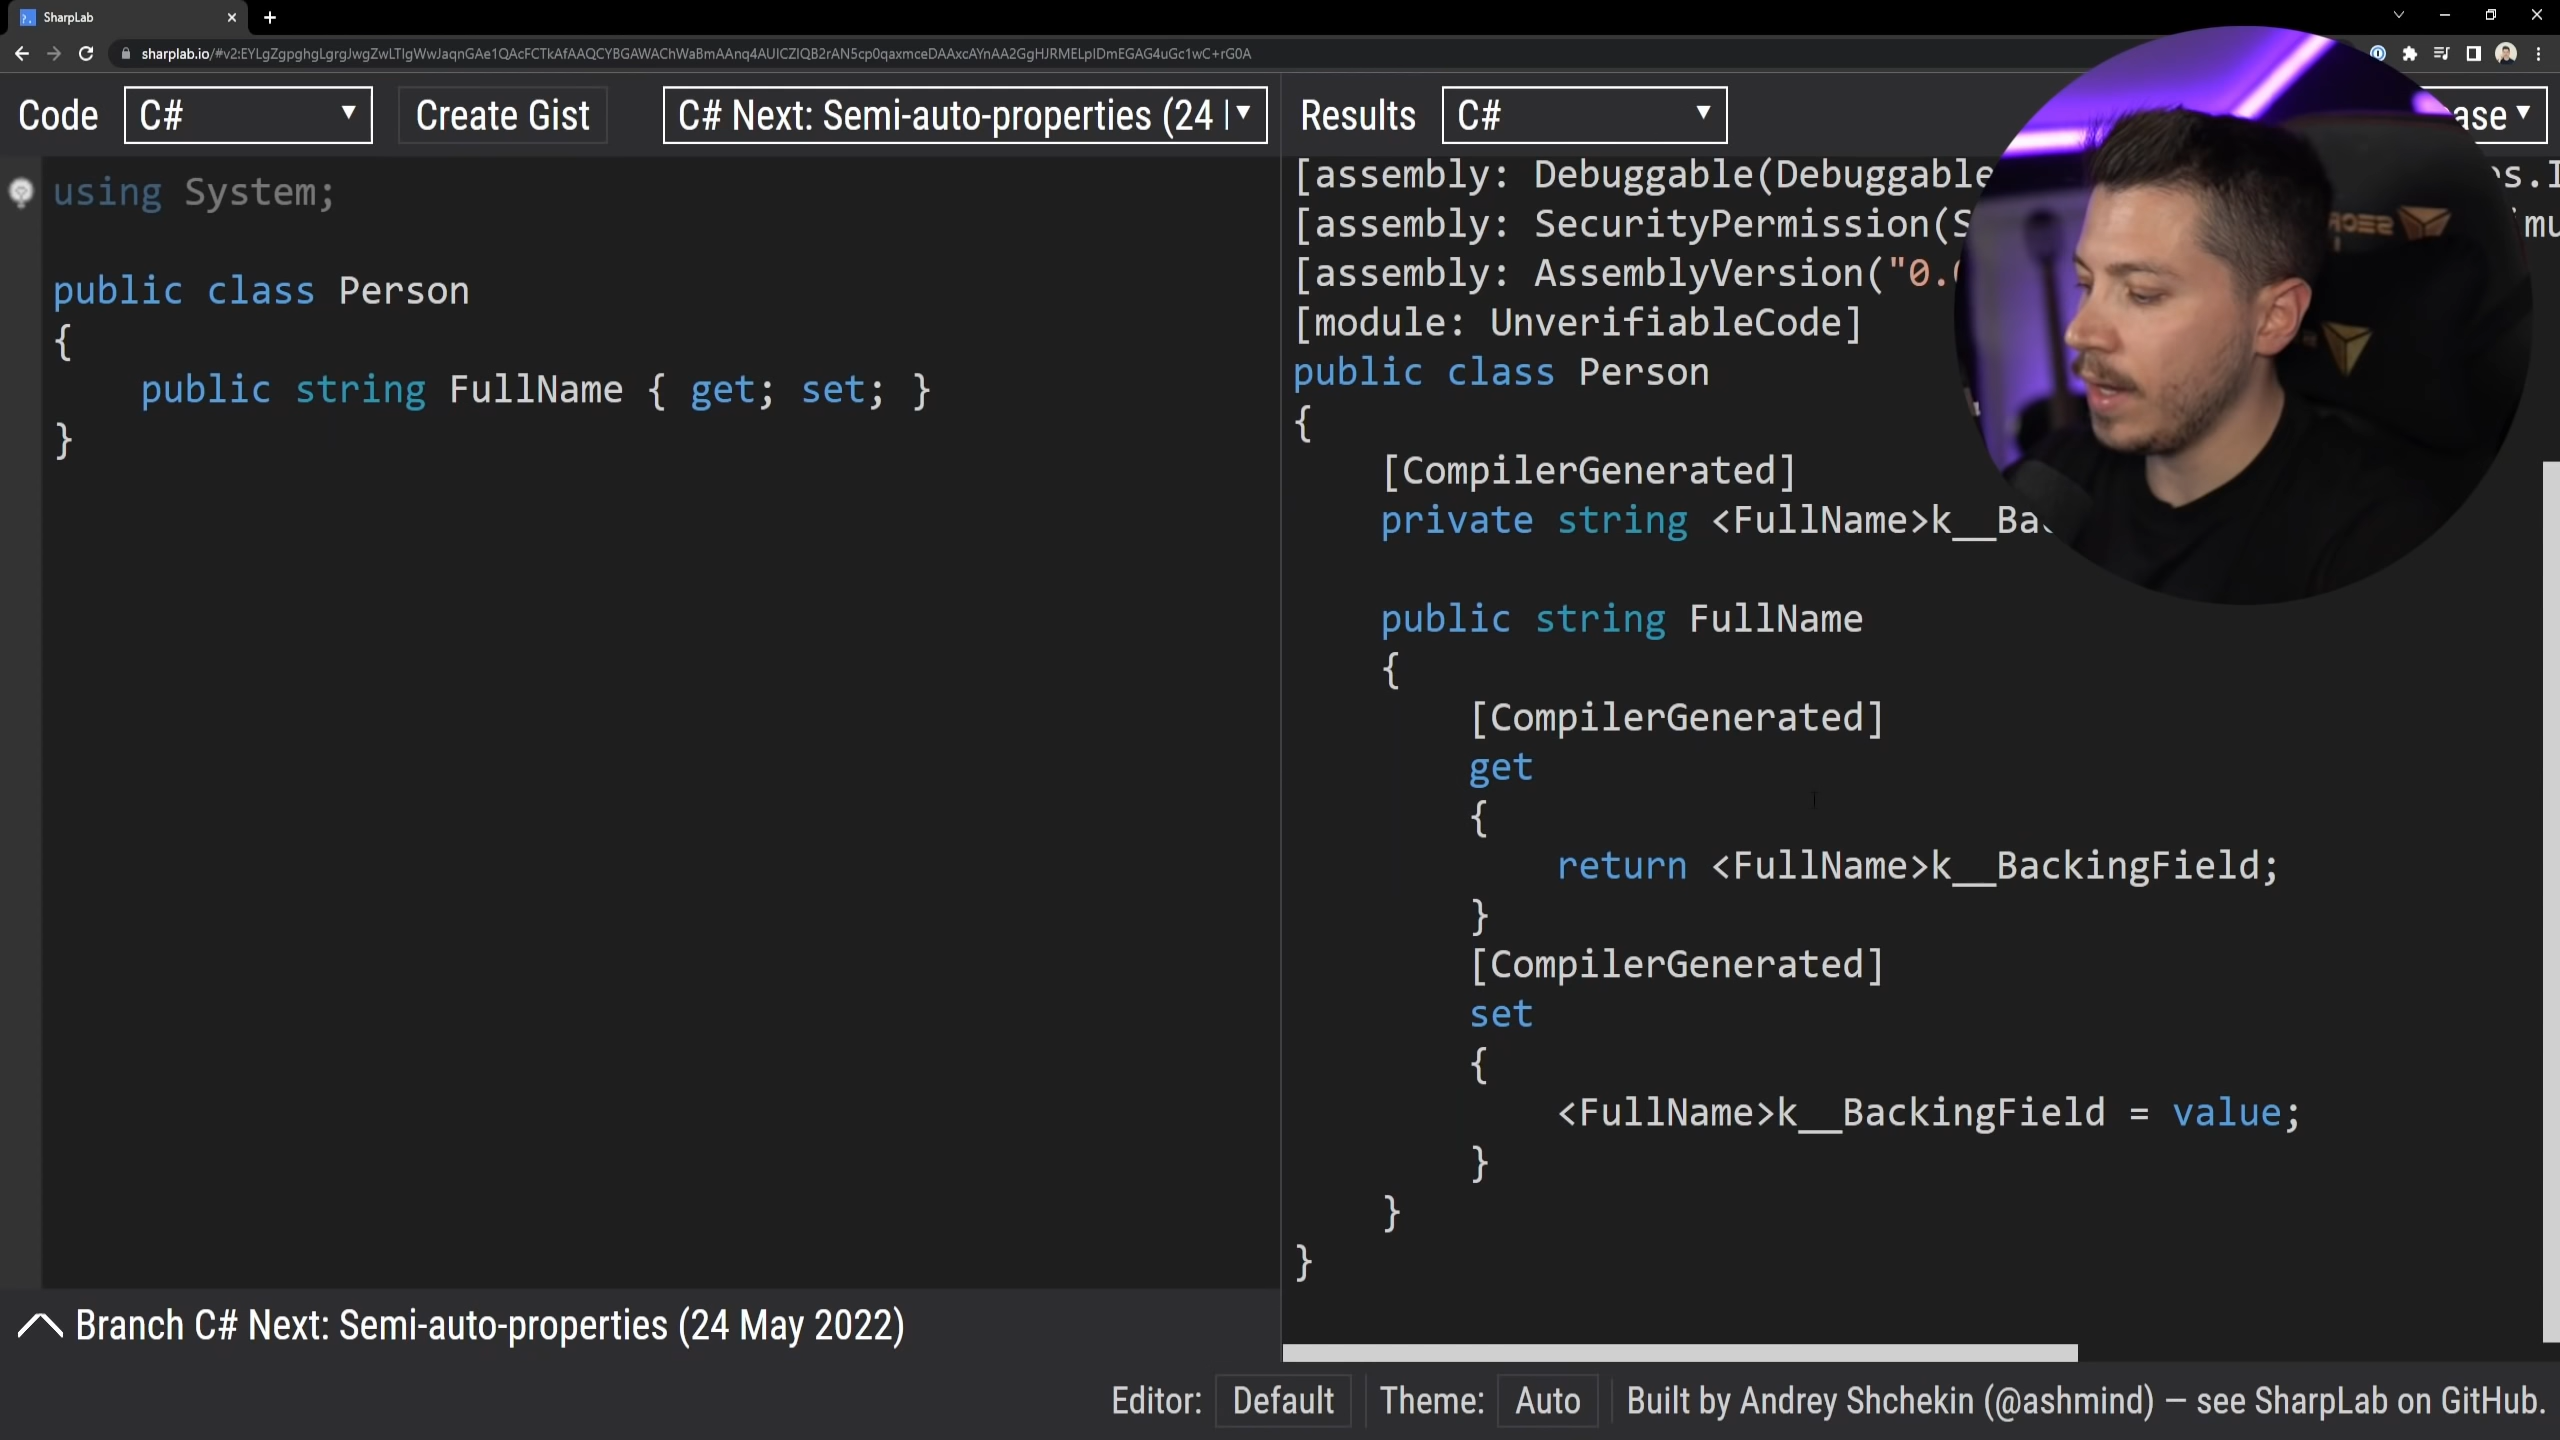 SharpLab
sharplab.io/#v2:EYLgZgpghgLgrgJwgZwLTIgWwJaqnGAe1QAcFCTkAfAAQCYBGAWAChWaBmAAnq4AUICZIQB2rAN5cp0qaxmceDAAxcAYnAA2GgHJRMELpIDmEGAG4uGc1wC+rG0A
Code C# Create Gist C# Next: Semi-auto-properties (24 Results C# ase
using System;
public class Person
{
public string FullName { get; set; }
}
[assembly: Debuggable(Debuggable s.I
[assembly: SecurityPermission(S mu
[assembly: AssemblyVersion("0.
[module: UnverifiableCode]
public class Person
{
[CompilerGenerated]
private string <FullName>k__Bac
public string FullName
{
[CompilerGenerated]
get
{
return <FullName>k__BackingField;
}
[CompilerGenerated]
set
{
<FullName>k__BackingField = value;
}
}
}
Branch C# Next: Semi-auto-properties (24 May 2022)
Editor: Default Theme: Auto Built by Andrey Shchekin (@ashmind) — see SharpLab on GitHub.